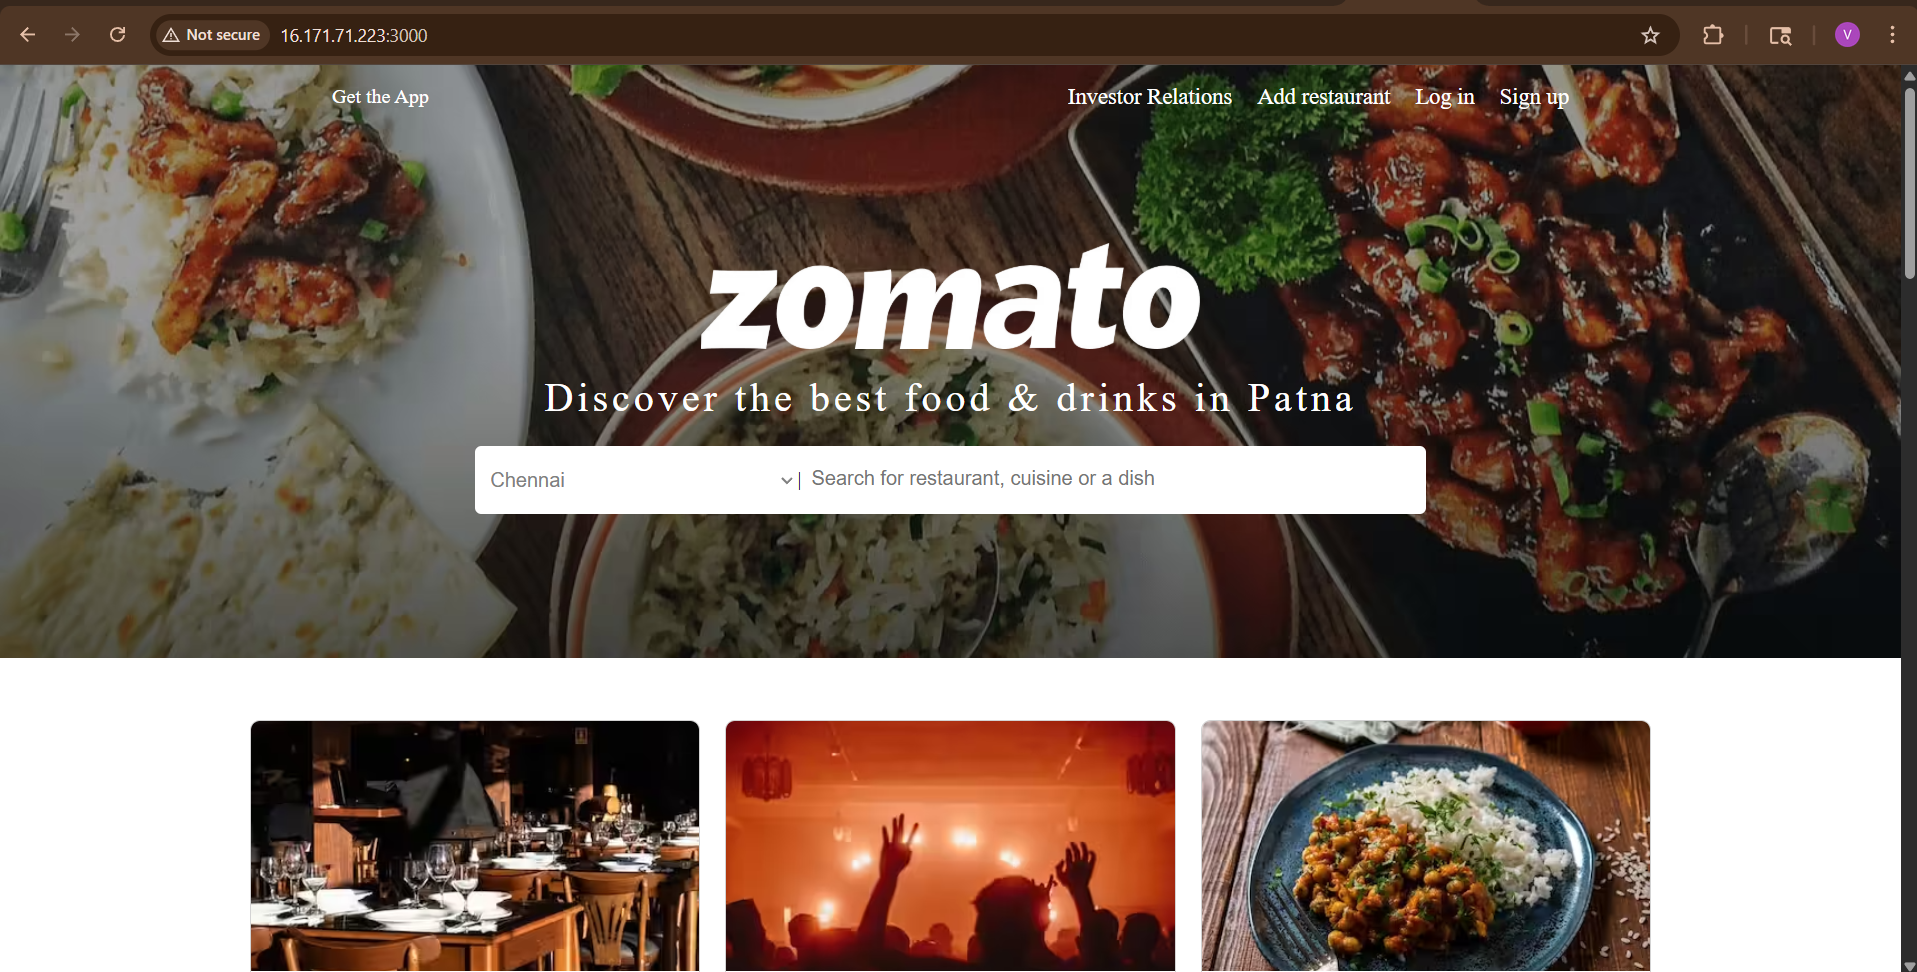 Not secure 16.171.71.223:3000 V
Get the App Investor Relations Add restaurant Log in Sign up
zomato
Discover the best food & drinks in Patna
Chennai | Search for restaurant, cuisine or a dish